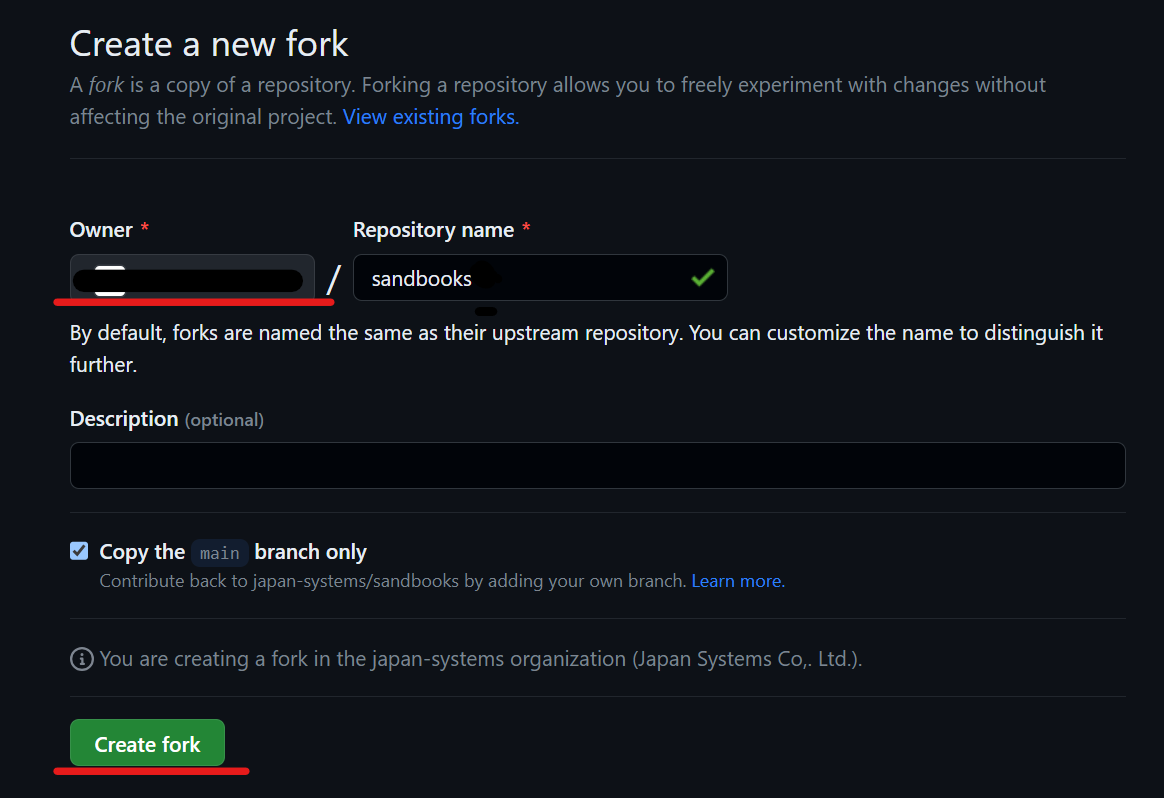 Create a new fork
A fork is a copy of a repository. Forking a repository allows you to freely experiment with changes without
affecting the original project. View existing forks.
Owner * Repository name *
/ sandbooks
By default, forks are named the same as their upstream repository. You can customize the name to distinguish it
further.
Description (optional)
Copy the main branch only
Contribute back to japan-systems/sandbooks by adding your own branch. Learn more.
You are creating a fork in the japan-systems organization (Japan Systems Co,. Ltd.).
Create fork